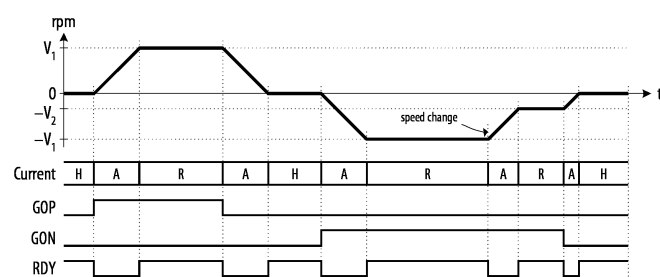 rpm
V1
0
t
−V2
speed change
−V1
Current H A R A H A R A R A H
GOP
GON
RDY